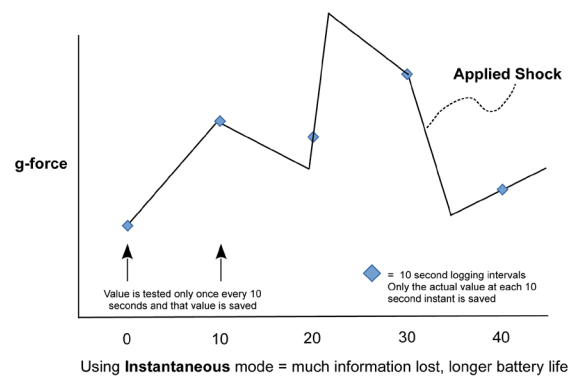 Applied Shock
g-force
= 10 second logging intervals
Only the actual value at each 10
second instant is saved
Value is tested only once every 10
seconds and that value is saved
0 10 20 30 40
Using Instantaneous mode = much information lost, longer battery life